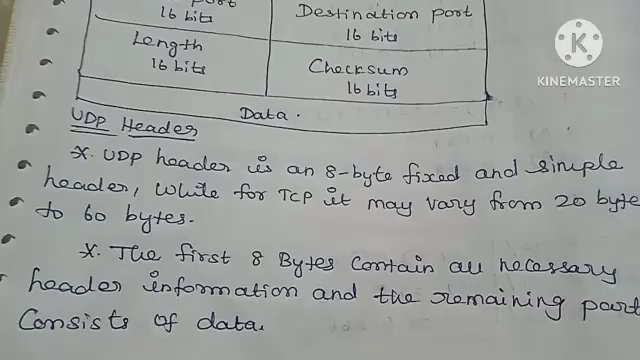 port
Destination port
16 bits
16 bits
Length
16 bits
Checksum
16 bits
Data.
UDP Header
*. UDP header is an 8-byte fixed and simple
header, while for TCP it may vary from 20 byte
to 60 bytes.
*. The first 8 Bytes contain all necessary
header information and the remaining part
consists of data.
KINEMASTER